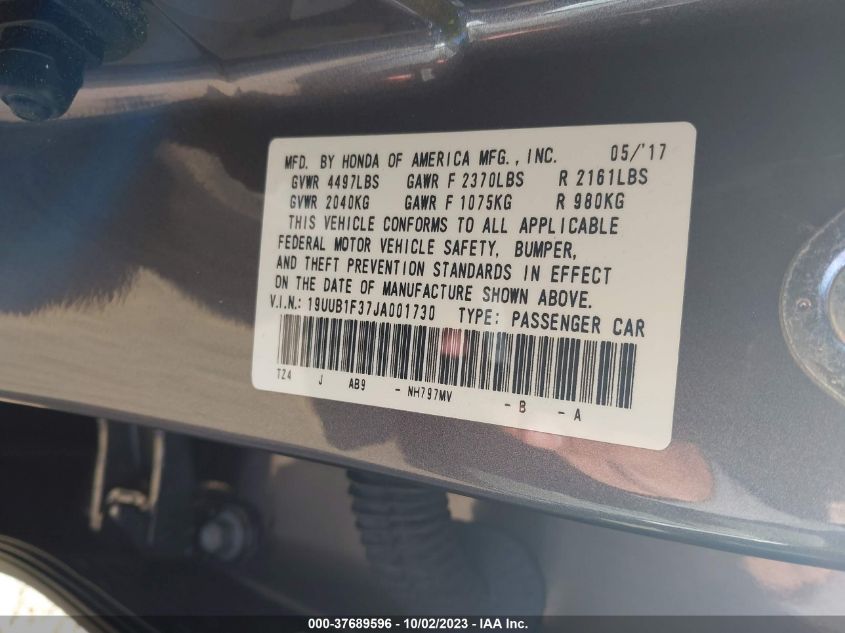 MFD. BY HONDA OF AMERICA MFG., INC. 05/'17
GVWR 4497LBS GAWR F 2370LBS R 2161LBS
GVWR 2040KG GAWR F 1075KG R 980KG
THIS VEHICLE CONFORMS TO ALL APPLICABLE
FEDERAL MOTOR VEHICLE SAFETY, BUMPER,
AND THEFT PREVENTION STANDARDS IN EFFECT
ON THE DATE OF MANUFACTURE SHOWN ABOVE.
V.I.N.: 19UUB1F37JA001730 TYPE: PASSENGER CAR
TZ4 J AB9 - NH797MV - B - A
000-37689596 - 10/02/2023 - IAA Inc.